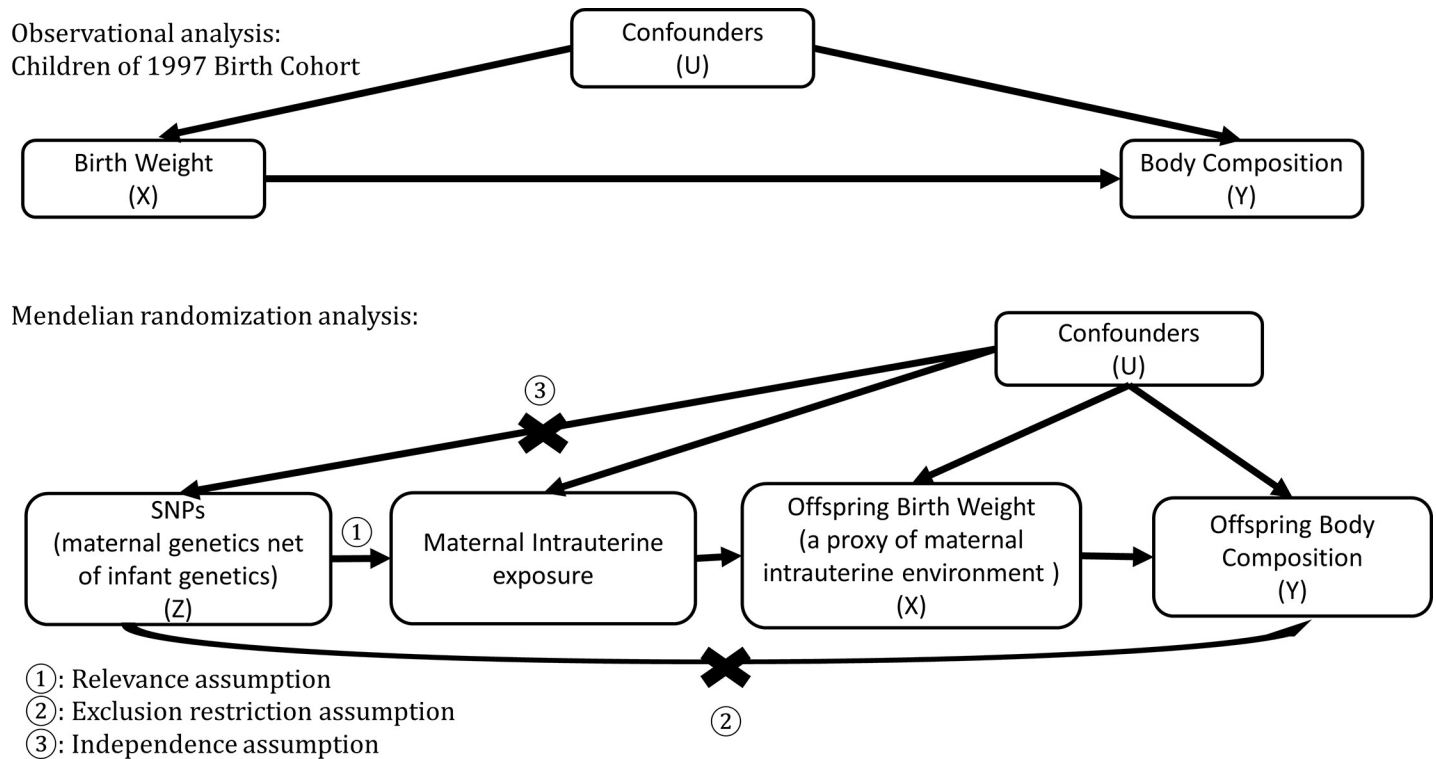 Observational analysis:
Children of 1997 Birth Cohort
Confounders
(U)
Birth Weight
(X)
Body Composition
(Y)
Mendelian randomization analysis:
Confounders
(U)
③
SNPs
(maternal genetics net
of infant genetics)
(Z)
①
Maternal Intrauterine
exposure
Offspring Birth Weight
(a proxy of maternal
intrauterine environment )
(X)
Offspring Body
Composition
(Y)
②
①: Relevance assumption
②: Exclusion restriction assumption
③: Independence assumption